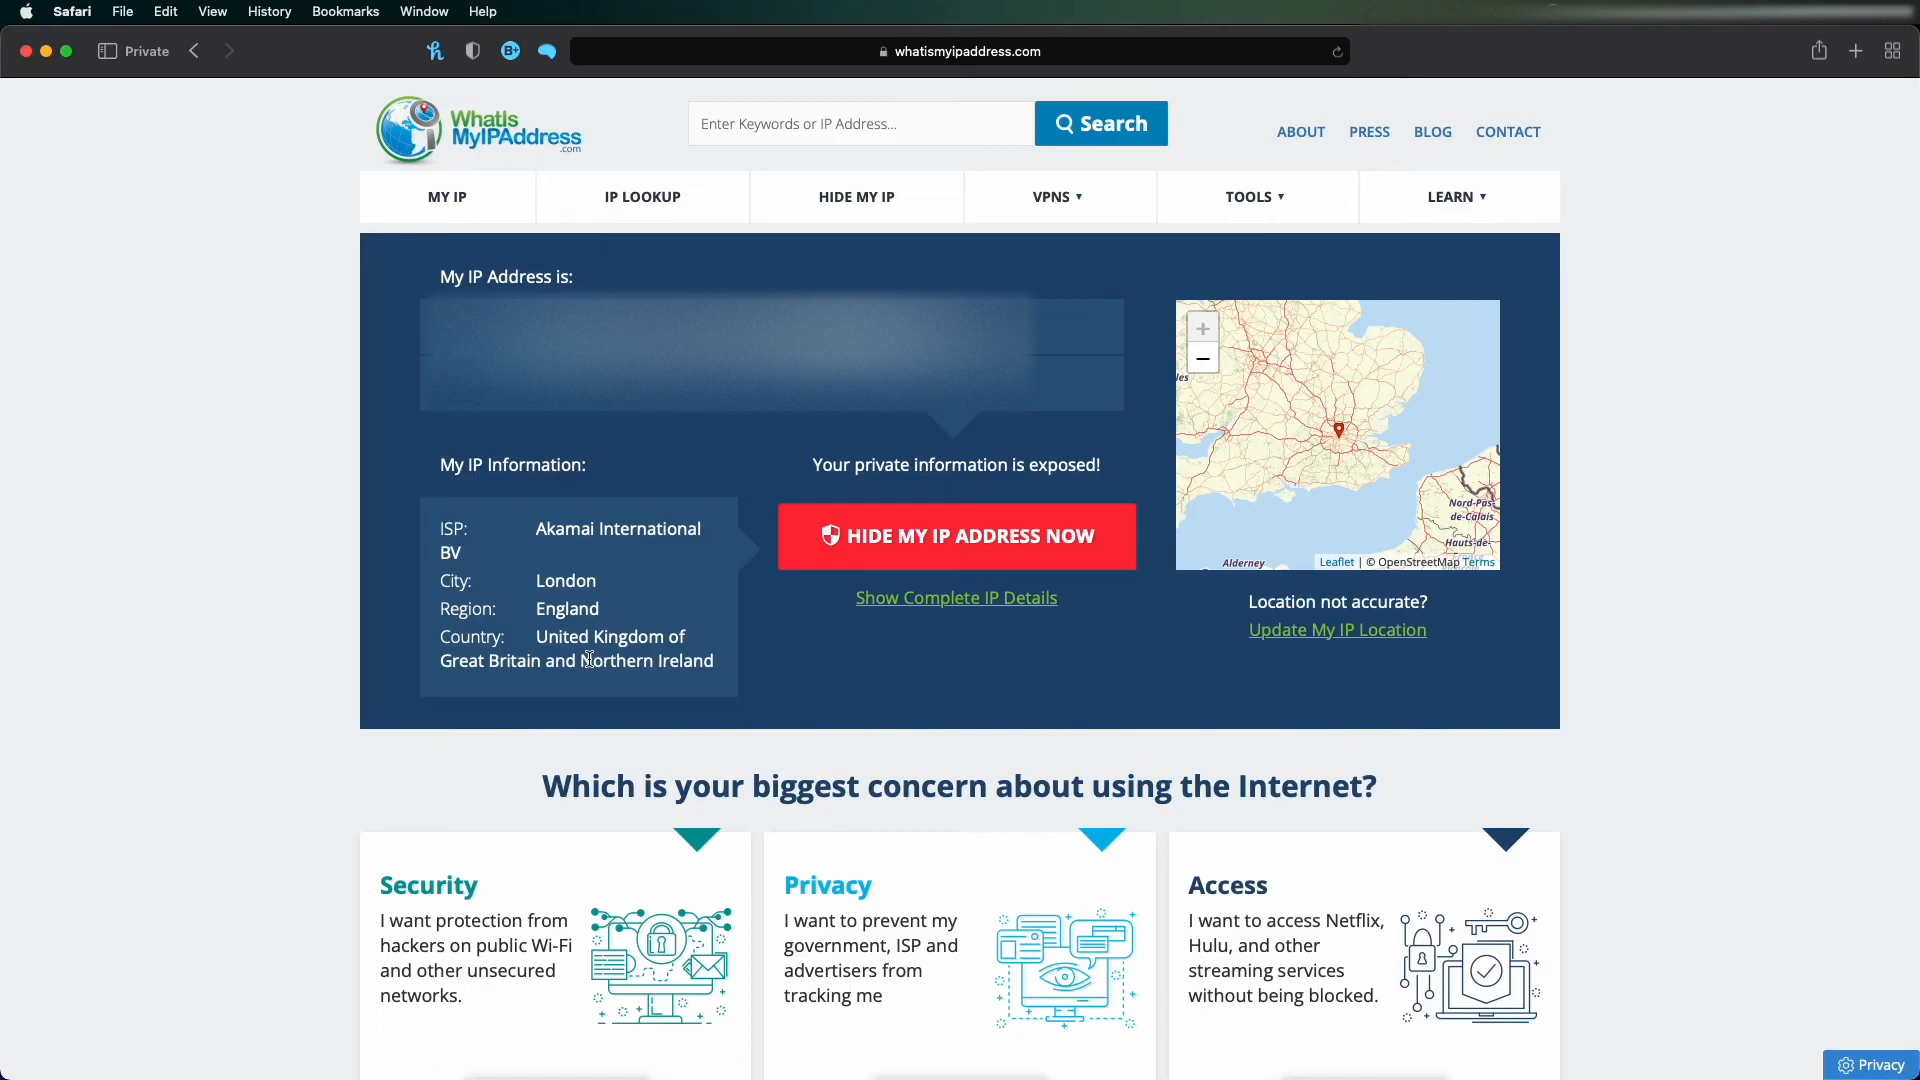 Safari File Edit View History Bookmarks Window Help
Private
whatismyipaddress.com
WhatIs
MyIPAddress
.com
Enter Keywords or IP Address...
Search
ABOUT PRESS BLOG CONTACT
MY IP IP LOOKUP HIDE MY IP VPNS TOOLS LEARN
My IP Address is:
My IP Information:
ISP: Akamai International
BV
City: London
Region: England
Country: United Kingdom of
Great Britain and Northern Ireland
Your private information is exposed!
HIDE MY IP ADDRESS NOW
Show Complete IP Details
+
−
les
Nord-Pas-
de-Calais
Hauts-de-
Alderney
Leaflet | © OpenStreetMap Terms
Location not accurate?
Update My IP Location
Which is your biggest concern about using the Internet?
Security
I want protection from
hackers on public Wi-Fi
and other unsecured
networks.
Privacy
I want to prevent my
government, ISP and
advertisers from
tracking me
Access
I want to access Netflix,
Hulu, and other
streaming services
without being blocked.
Privacy